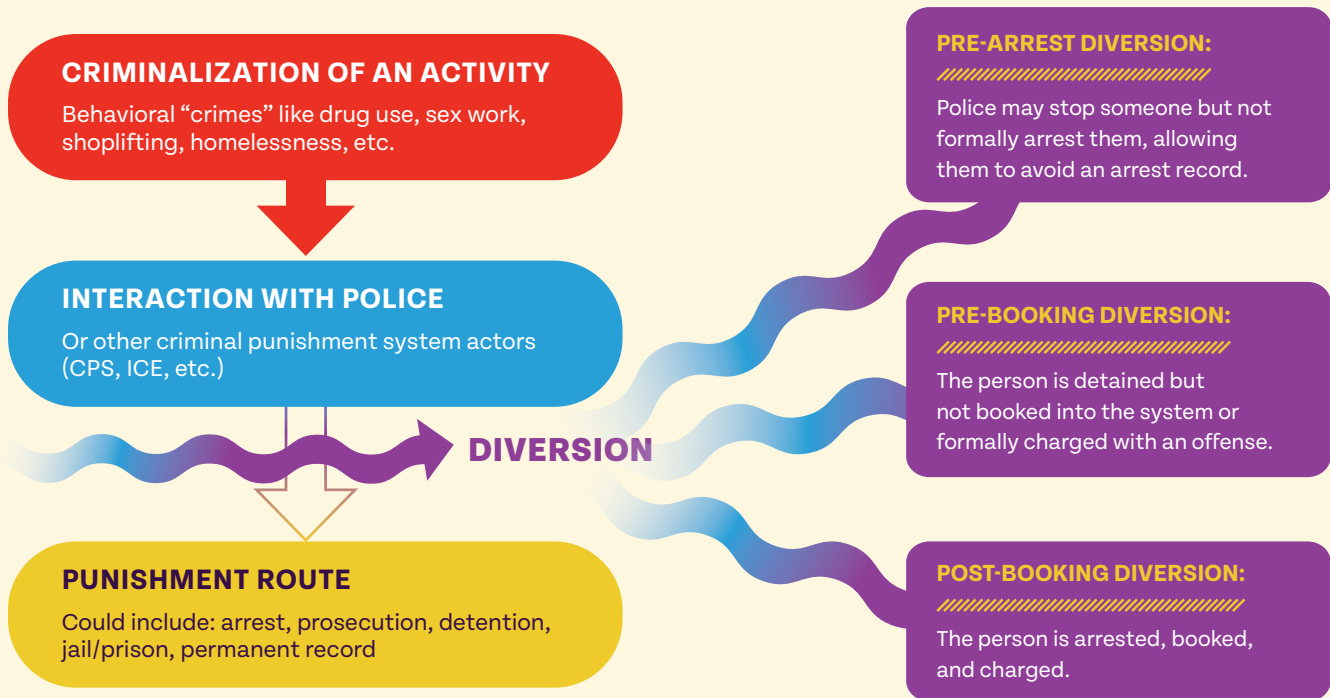 CRIMINALIZATION OF AN ACTIVITY
Behavioral “crimes” like drug use, sex work,
shoplifting, homelessness, etc.
INTERACTION WITH POLICE
Or other criminal punishment system actors
(CPS, ICE, etc.)
DIVERSION
PUNISHMENT ROUTE
Could include: arrest, prosecution, detention,
jail/prison, permanent record
PRE-ARREST DIVERSION:
Police may stop someone but not
formally arrest them, allowing
them to avoid an arrest record.
PRE-BOOKING DIVERSION:
The person is detained but
not booked into the system or
formally charged with an offense.
POST-BOOKING DIVERSION:
The person is arrested, booked,
and charged.